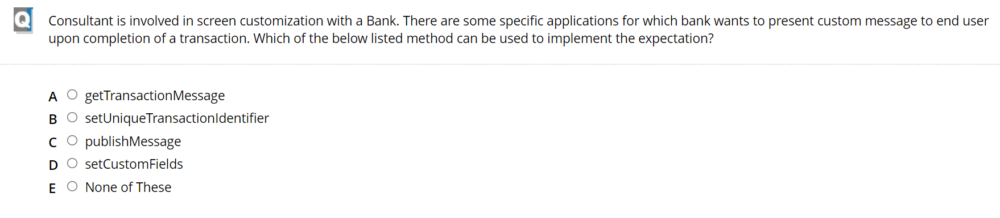 Q
Consultant is involved in screen customization with a Bank. There are some specific applications for which bank wants to present custom message to end user
upon completion of a transaction. Which of the below listed method can be used to implement the expectation?
A getTransactionMessage
B setUniqueTransactionIdentifier
C publishMessage
D setCustomFields
E None of These